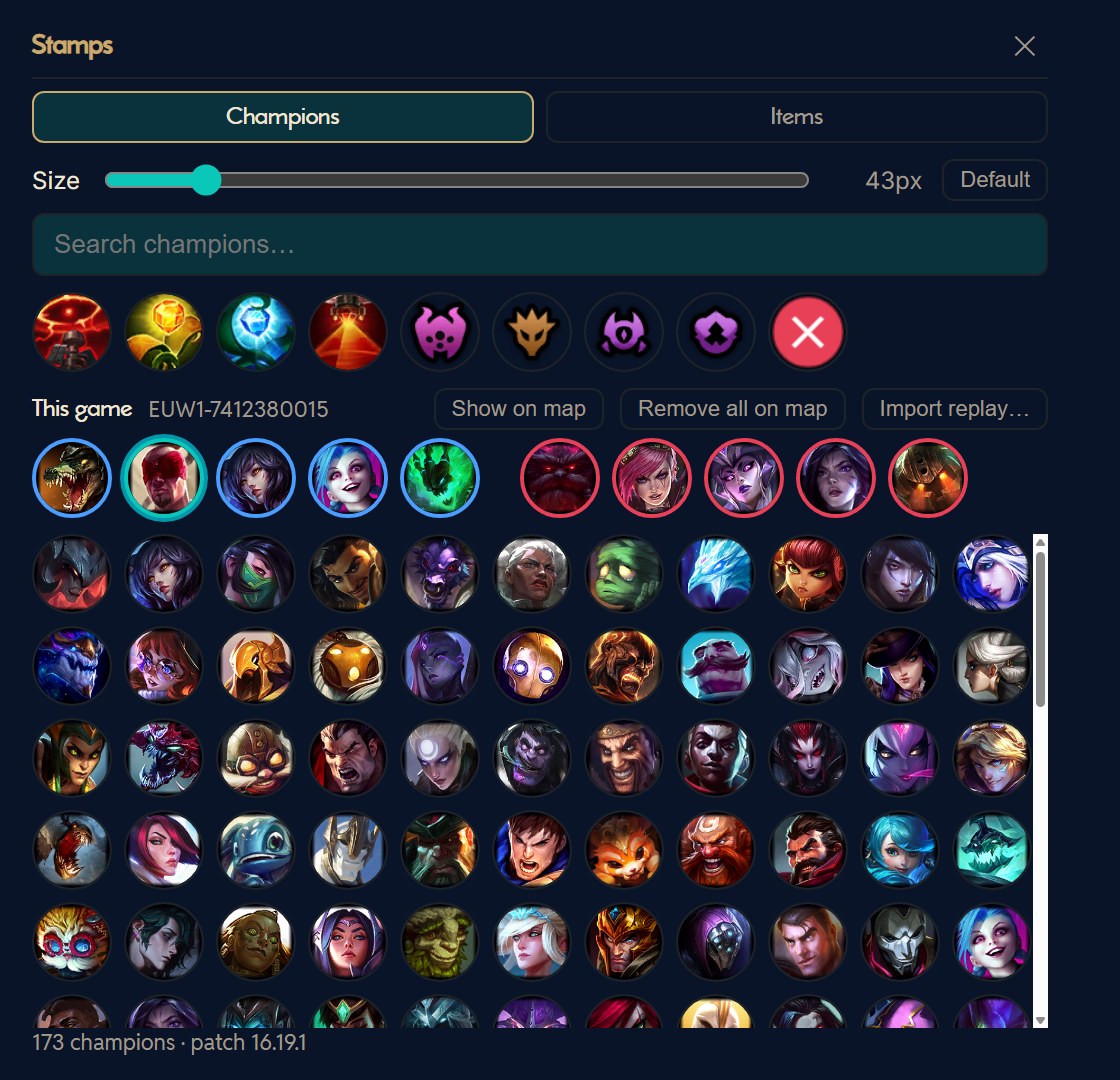 Stamps
Champions
Items
Size
43px
Default
Search champions…
This game
EUW1-7412380015
Show on map
Remove all on map
Import replay…
173 champions · patch 16.19.1